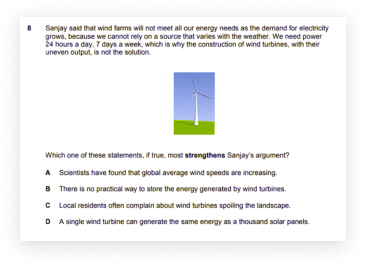 8 Sanjay said that wind farms will not meet all our energy needs as the demand for electricity
grows, because we cannot rely on a source that varies with the weather. We need power
24 hours a day, 7 days a week, which is why the construction of wind turbines, with their
uneven output, is not the solution.
Which one of these statements, if true, most strengthens Sanjay's argument?
A Scientists have found that global average wind speeds are increasing.
B There is no practical way to store the energy generated by wind turbines.
C Local residents often complain about wind turbines spoiling the landscape.
D A single wind turbine can generate the same energy as a thousand solar panels.